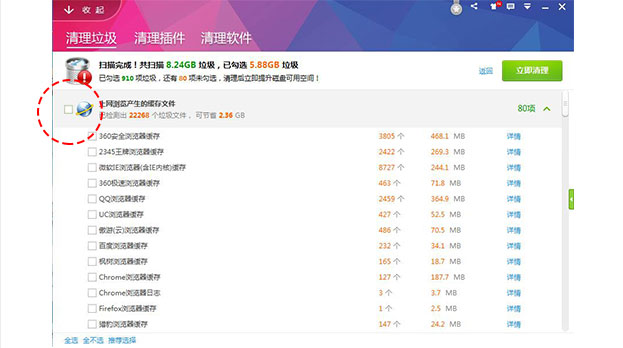 收起
清理垃圾 清理插件 清理软件
扫描完成！共扫描 8.24GB 垃圾，已勾选 5.88GB 垃圾
已勾选 910 项垃圾，还有 80 项未勾选，清理后立即提升磁盘可用空间！
返回 立即清理
上网浏览产生的缓存文件
已检测出 22268 个垃圾文件，可节省 2.36 GB
80项
360安全浏览器缓存 3805 个 468.1 MB 详情
2345王牌浏览器缓存 2422 个 269.3 MB 详情
微软IE浏览器(含IE内核)缓存 8727 个 244.1 MB 详情
360极速浏览器缓存 463 个 71.8 MB 详情
QQ浏览器缓存 2459 个 364.9 MB 详情
UC浏览器缓存 427 个 52.5 MB 详情
傲游(云)浏览器缓存 486 个 70.5 MB 详情
百度浏览器缓存 232 个 34.1 MB 详情
枫树浏览器缓存 165 个 18.7 MB 详情
Chrome浏览器缓存 127 个 187.7 MB 详情
Chrome浏览器日志 3 个 3.7 MB 详情
Firefox浏览器缓存 1 个 2.5 MB 详情
猎豹浏览器缓存 147 个 24.2 MB 详情
全选 全不选 推荐选择